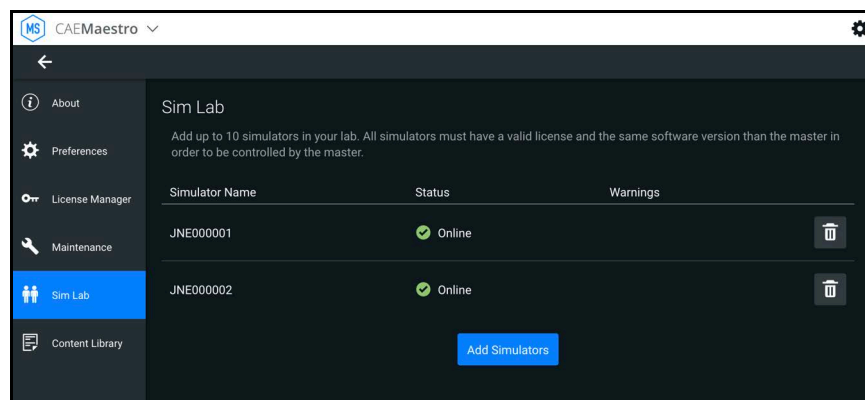 MS CAEMaestro
About
Preferences
License Manager
Maintenance
Sim Lab
Content Library
Sim Lab
Add up to 10 simulators in your lab. All simulators must have a valid license and the same software version than the master in
order to be controlled by the master.
Simulator Name Status Warnings
JNE000001 Online
JNE000002 Online
Add Simulators